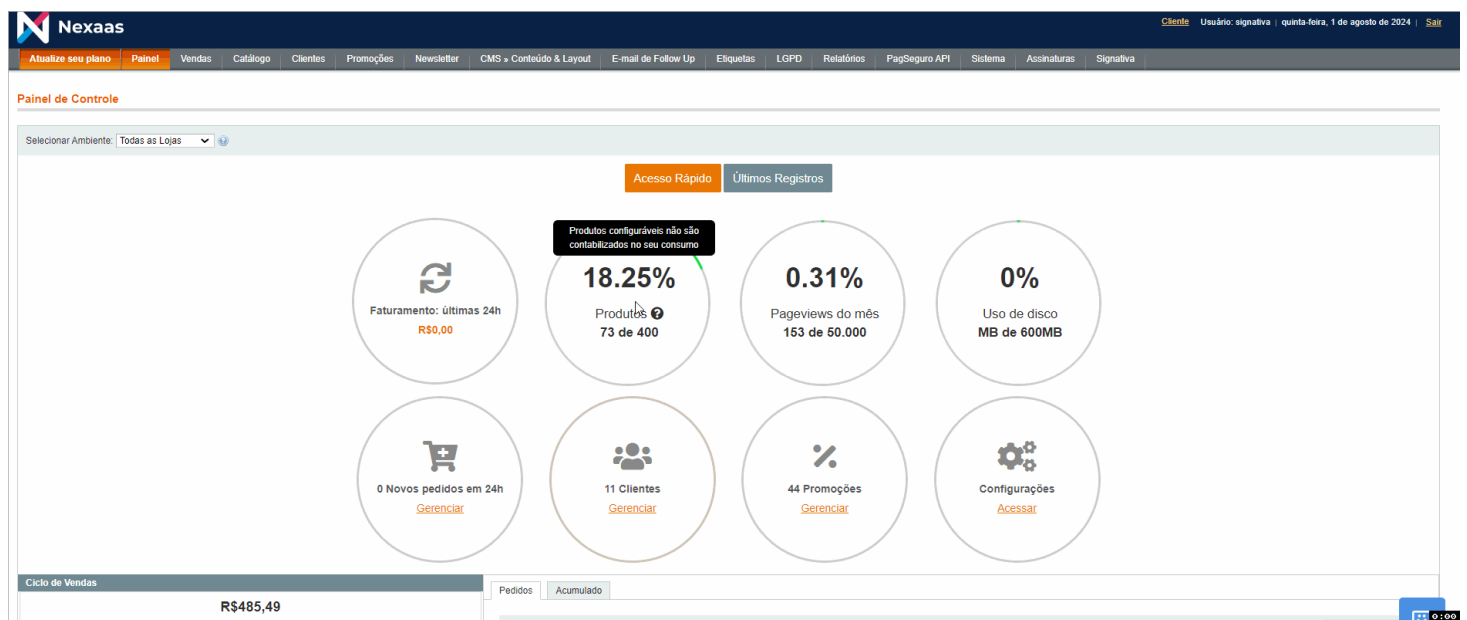 Nexaas
Cliente Usuário: signativa | quinta-feira, 1 de agosto de 2024 | Sair
Atualize seu plano Painel Vendas Catálogo Clientes Promoções Newsletter CMS » Conteúdo & Layout E-mail de Follow Up Etiquetas LGPD Relatórios PagSeguro API Sistema Assinaturas Signativa
Painel de Controle
Selecionar Ambiente: Todas as Lojas
Acesso Rápido Últimos Registros
Produtos configuráveis não são
contabilizados no seu consumo
Faturamento: últimas 24h
R$0,00
18.25%
Produtos
73 de 400
0.31%
Pageviews do mês
153 de 50.000
0%
Uso de disco
MB de 600MB
0 Novos pedidos em 24h
Gerenciar
11 Clientes
Gerenciar
44 Promoções
Gerenciar
Configurações
Acessar
Ciclo de Vendas
R$485,49
Pedidos Acumulado
0:00